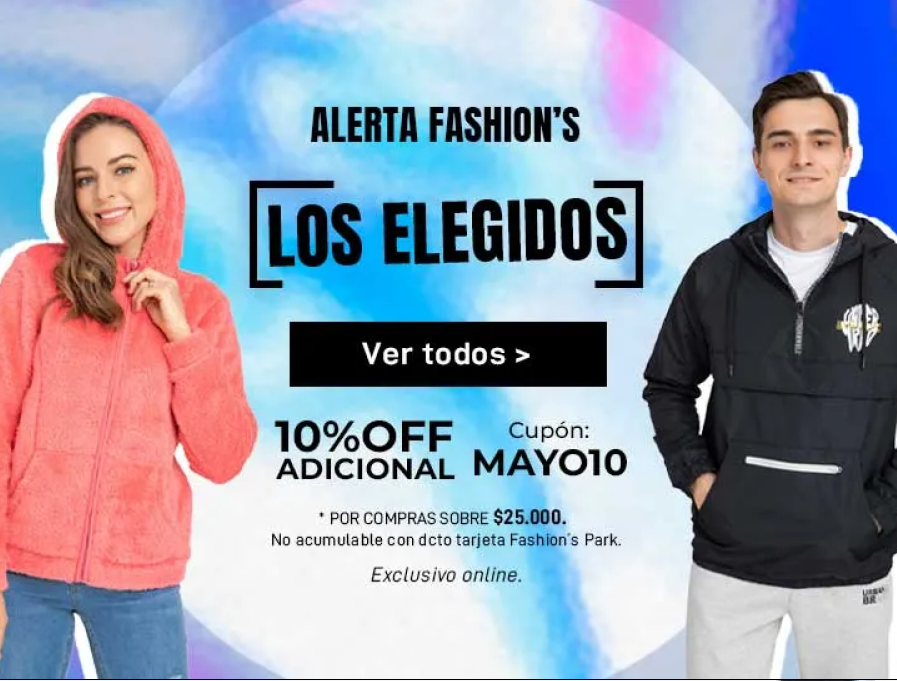 ALERTA FASHION'S
LOS ELEGIDOS
Ver todos >
10%OFF
ADICIONAL
Cupón:
MAYO10
* POR COMPRAS SOBRE $25.000.
No acumulable con dcto tarjeta Fashion's Park.
Exclusivo online.